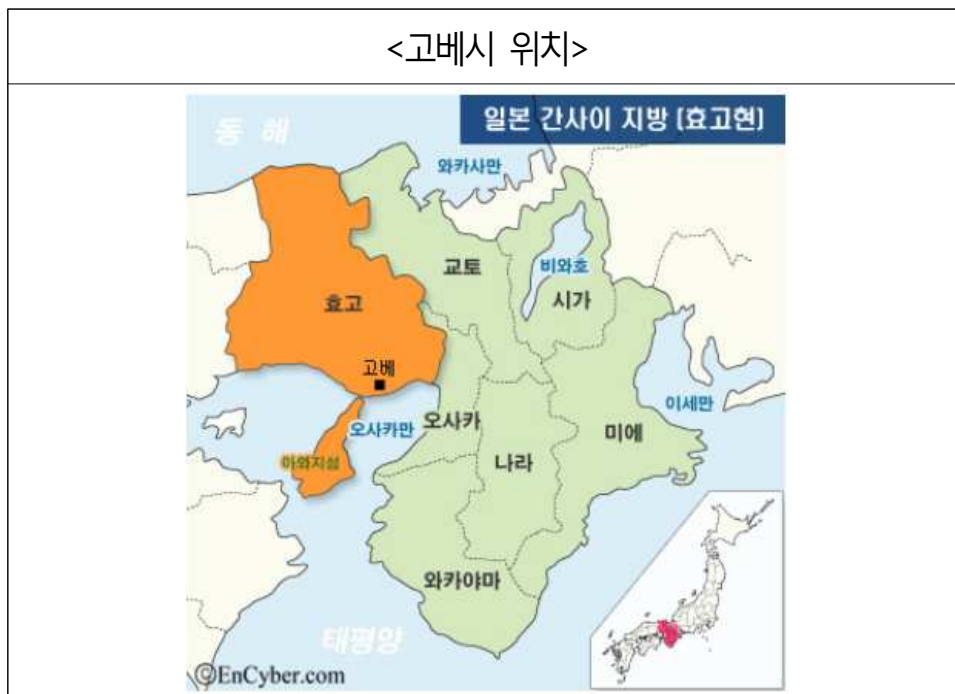 <고베시 위치>
일본 간사이 지방 [효고현]
동 해
와카사만
교토
비와호
시가
효고
고베
오사카만
오사카
이세만
미에
나라
아와지섬
와카야마
태평양
©EnCyber.com